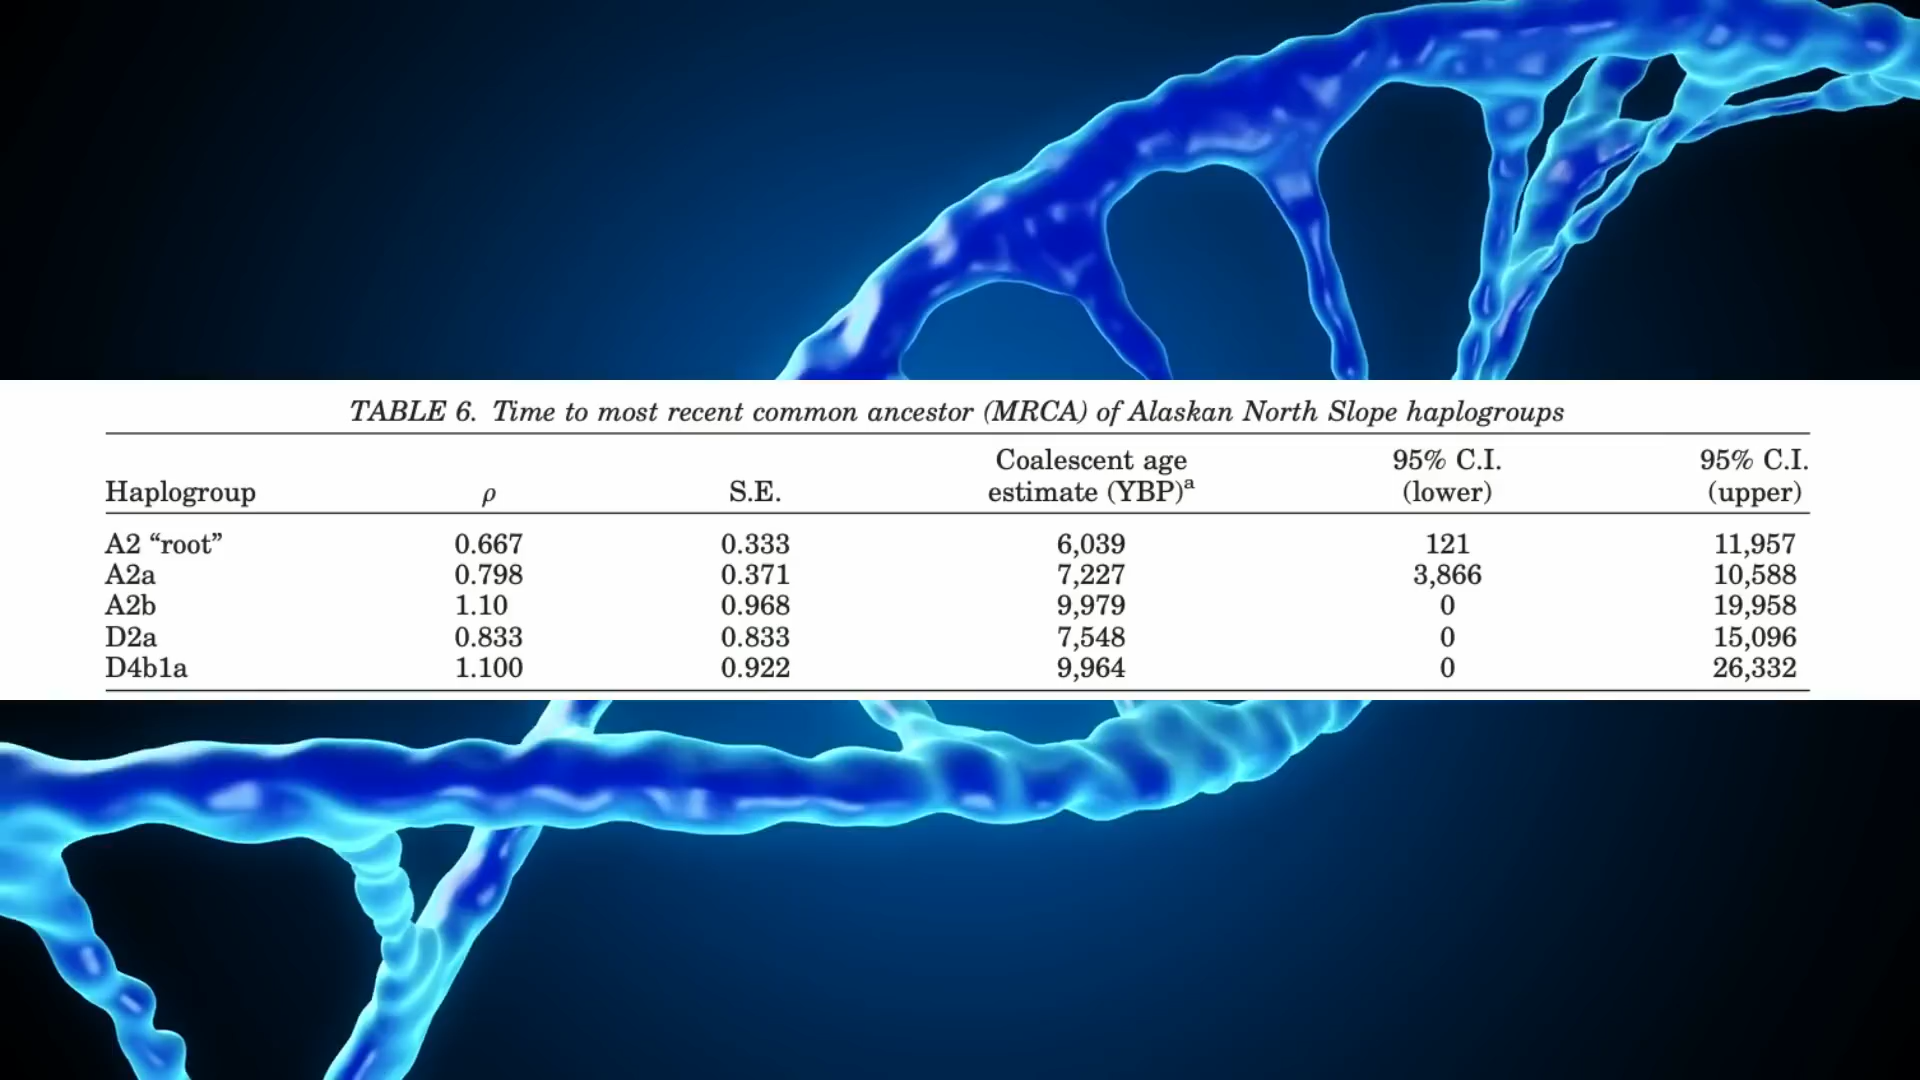 TABLE 6. Time to most recent common ancestor (MRCA) of Alaskan North Slope haplogroups
Haplogroup ρ S.E. Coalescent age estimate (YBP)a 95% C.I. (lower) 95% C.I. (upper)
A2 “root” 0.667 0.333 6,039 121 11,957
A2a 0.798 0.371 7,227 3,866 10,588
A2b 1.10 0.968 9,979 0 19,958
D2a 0.833 0.833 7,548 0 15,096
D4b1a 1.100 0.922 9,964 0 26,332